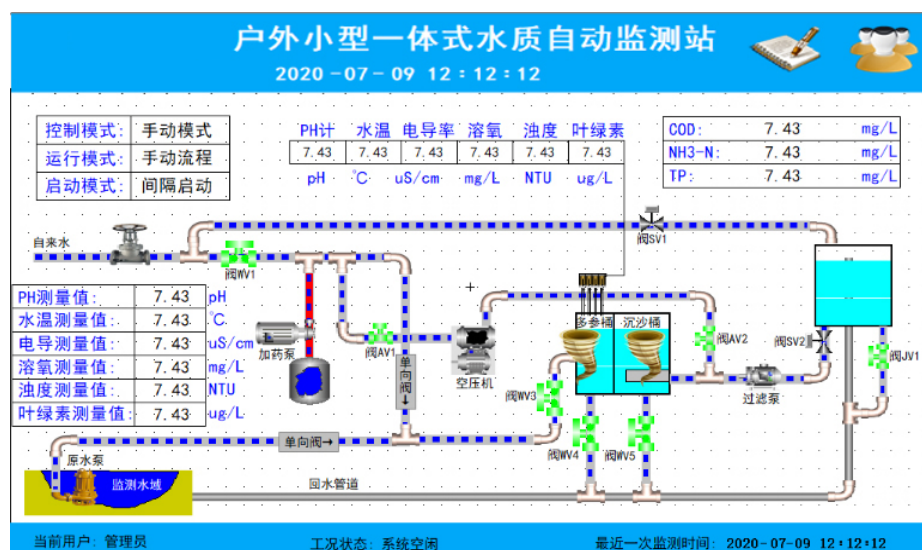 户外小型一体式水质自动监测站
2020-07-09 12:12:12
控制模式: 手动模式
运行模式: 手动流程
启动模式: 间隔启动
PH计 水温 电导率 溶氧 浊度 叶绿素
7.43 7.43 7.43 7.43 7.43 7.43
pH ℃ uS/cm mg/L NTU ug/L
COD: 7.43 mg/L
NH3-N: 7.43 mg/L
TP: 7.43 mg/L
自来水
阀WV1
阀SV1
PH测量值: 7.43 pH
水温测量值: 7.43 ℃
电导测量值: 7.43 uS/cm
溶氧测量值: 7.43 mg/L
浊度测量值: 7.43 NTU
叶绿素测量值: 7.43 ug/L
加药泵
阀AV1
单向阀↓
空压机
多参桶
沉沙桶
阀AV2
阀SV2
阀JV1
过滤泵
阀WV3
单向阀→
阀WV4
阀WV5
原水泵
监测水域
回水管道
当前用户: 管理员
工况状态: 系统空闲
最近一次监测时间: 2020-07-09 12:12:12